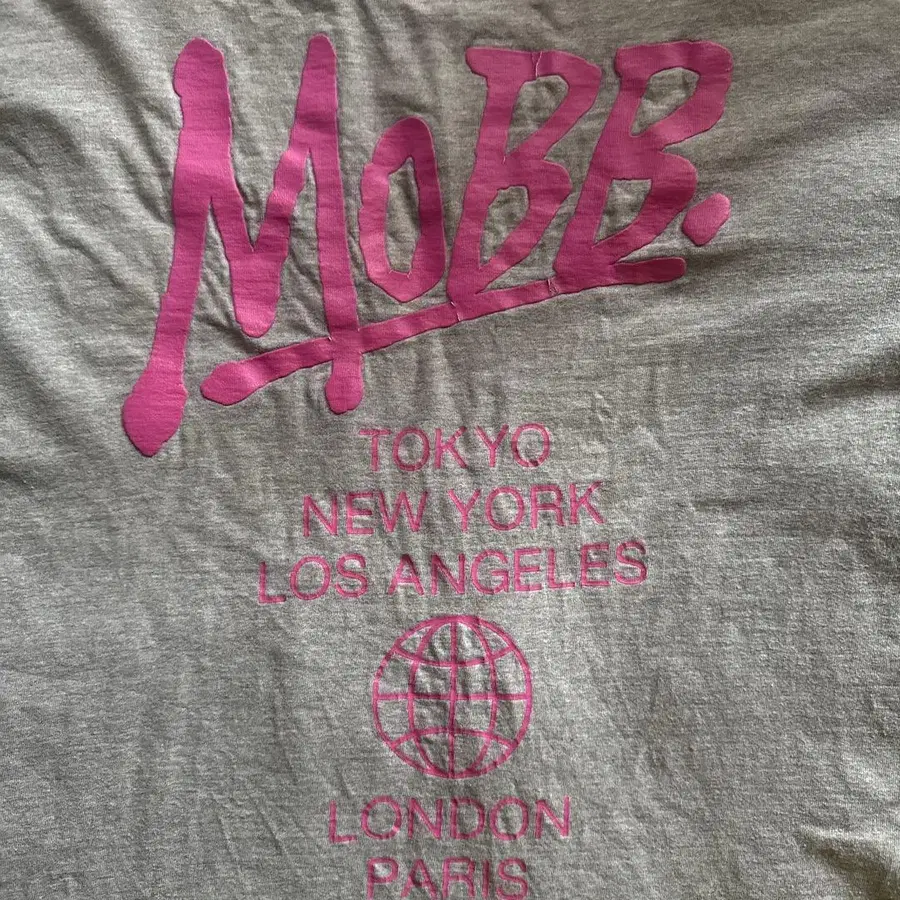 MoBB.
TOKYO
NEW YORK
LOS ANGELES
LONDON
PARIS